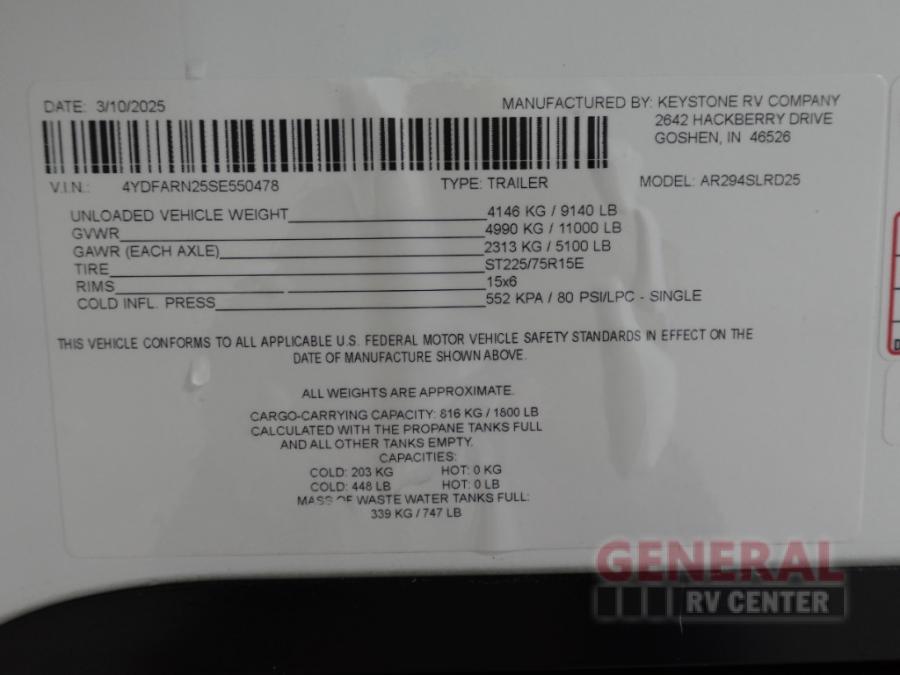 DATE: 3/10/2025
MANUFACTURED BY: KEYSTONE RV COMPANY
2642 HACKBERRY DRIVE
GOSHEN, IN 46526
V.I.N.: 4YDFARN25SE550478 TYPE: TRAILER MODEL: AR294SLRD25
UNLOADED VEHICLE WEIGHT 4146 KG / 9140 LB
GVWR 4990 KG / 11000 LB
GAWR (EACH AXLE) 2313 KG / 5100 LB
TIRE ST225/75R15E
RIMS 15x6
COLD INFL. PRESS 552 KPA / 80 PSI/LPC - SINGLE
THIS VEHICLE CONFORMS TO ALL APPLICABLE U.S. FEDERAL MOTOR VEHICLE SAFETY STANDARDS IN EFFECT ON THE
DATE OF MANUFACTURE SHOWN ABOVE.
ALL WEIGHTS ARE APPROXIMATE.
CARGO-CARRYING CAPACITY: 816 KG / 1800 LB
CALCULATED WITH THE PROPANE TANKS FULL
AND ALL OTHER TANKS EMPTY.
CAPACITIES:
COLD: 203 KG HOT: 0 KG
COLD: 448 LB HOT: 0 LB
MASS OF WASTE WATER TANKS FULL:
339 KG / 747 LB
GENERAL
RV CENTER